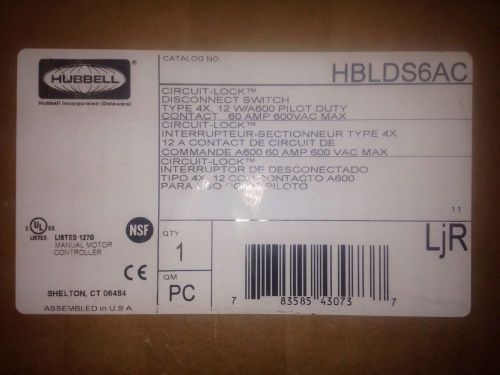 HUBBELL
Hubbell Incorporated (Delaware)
CATALOG NO.
HBLDS6AC
CIRCUIT-LOCK™
DISCONNECT SWITCH
TYPE 4X, 12 W/A600 PILOT DUTY
CONTACT 60 AMP 600VAC MAX
CIRCUIT-LOCK™
INTERRUPTEUR-SECTIONNEUR TYPE 4X
12 A CONTACT DE CIRCUIT DE
COMMANDE A600 60 AMP 600 VAC MAX
CIRCUIT-LOCK™
INTERRUPTOR DE DESCONECTADO
TIPO 4X, 12 CON CONTACTO A600
PARA USO COMO PILOTO
11
C UL US
LISTED 127G
MANUAL MOTOR
CONTROLLER
NSF
CE
SHELTON, CT 06484
ASSEMBLED in U.S.A.
QTY
1
QM
PC
LjR
7 83585 43073 7